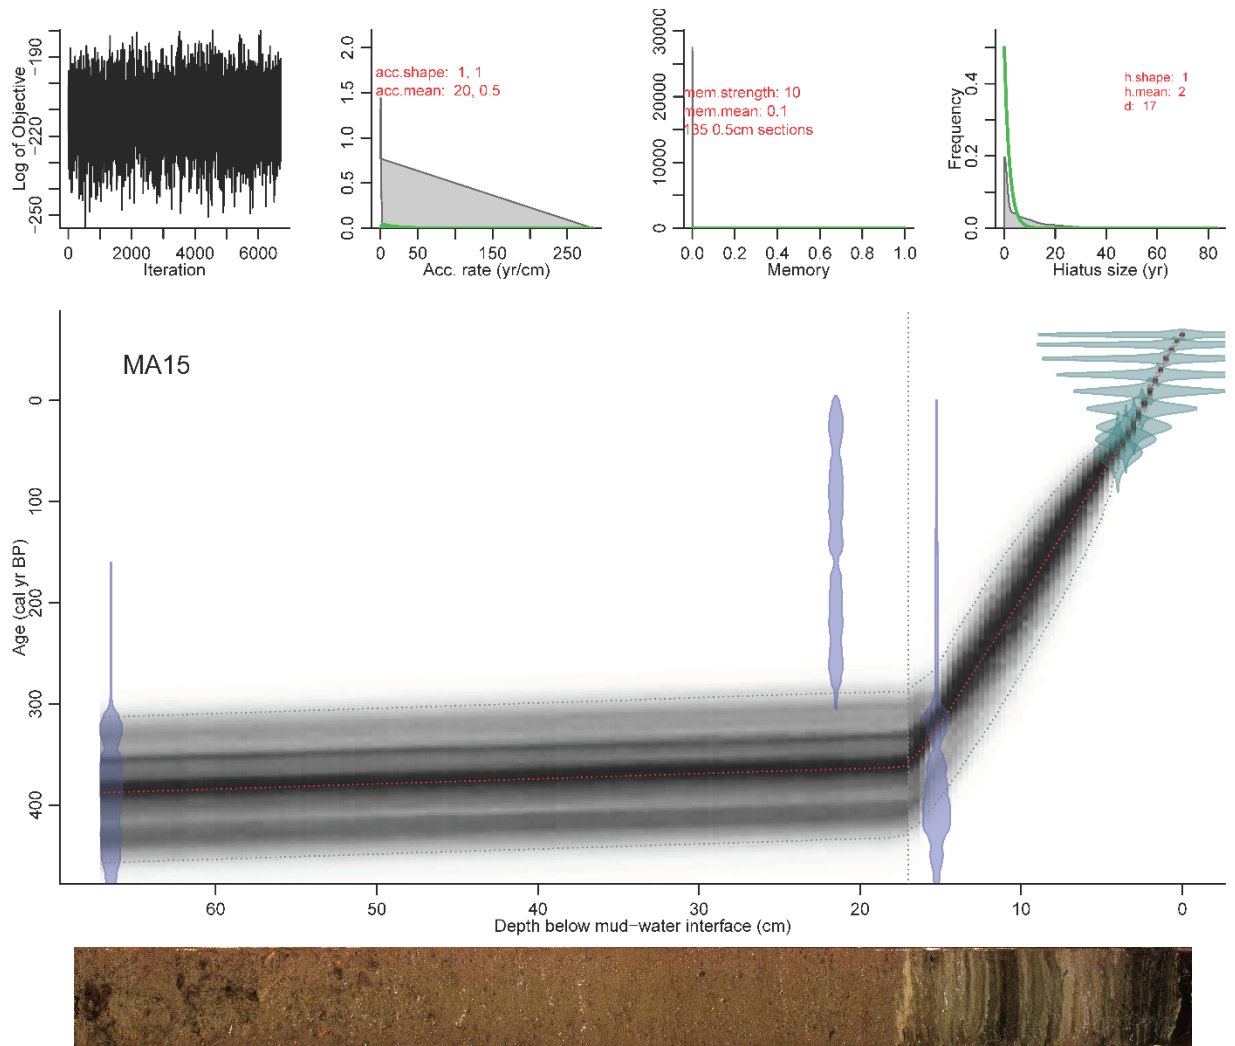 -190
-220
-250
Log of Objective
0
2000
4000
6000
Iteration
2.0
1.5
1.0
0.5
0.0
acc.shape: 1, 1
acc.mean: 20, 0.5
0
50
150
250
Acc. rate (yr/cm)
30000
20000
10000
0
mem.strength: 10
mem.mean: 0.1
135 0.5cm sections
0.0 0.2 0.4 0.6 0.8 1.0
Memory
Frequency
0.4
0.2
0.0
h.shape: 1
h.mean: 2
d: 17
0 20 40 60 80
Hiatus size (yr)
MA15
Age (cal yr BP)
0
100
200
300
400
60 50 40 30 20 10 0
Depth below mud-water interface (cm)